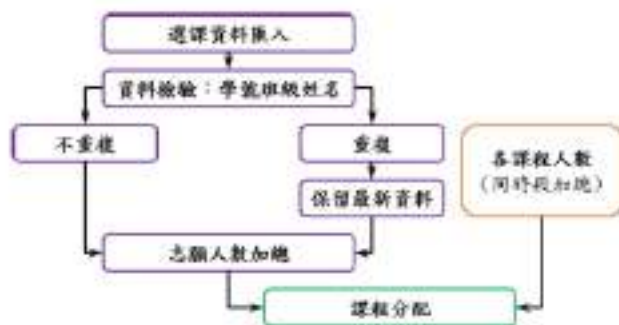 選課資料匯入
資料檢驗：學號班級姓名
不重複
重複
各課程人數
(同時段加總)
保留最新資料
志願人數加總
課程分配